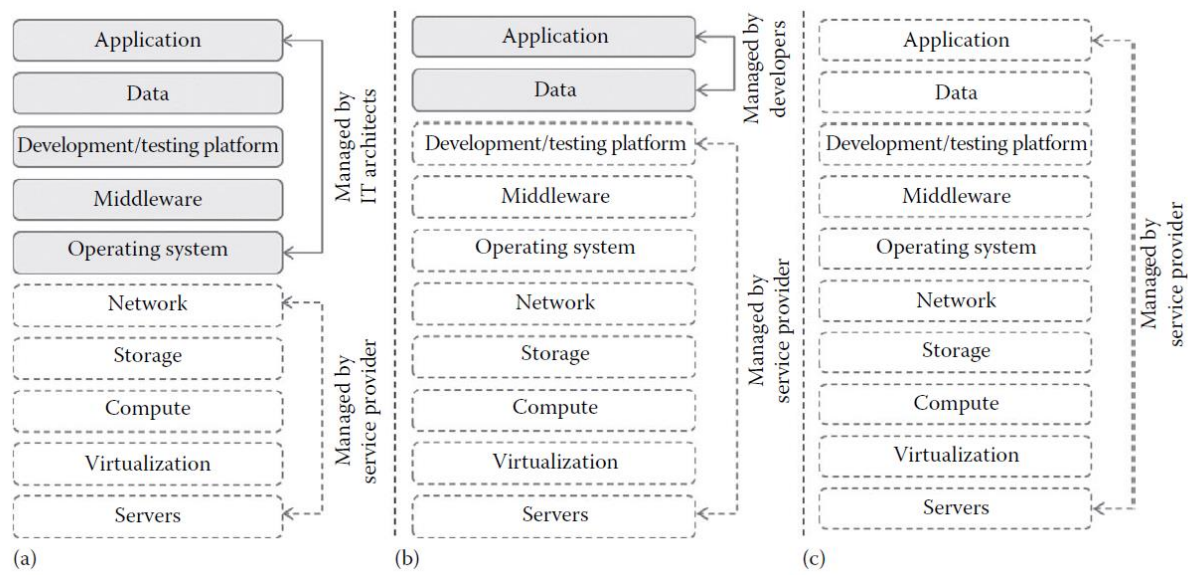 Application
Data
Development/testing platform
Middleware
Operating system
Network
Storage
Compute
Virtualization
Servers
Managed by
IT architects
Managed by
service provider
(a)
Application
Data
Development/testing platform
Middleware
Operating system
Network
Storage
Compute
Virtualization
Servers
Managed by
developers
Managed by
service provider
(b)
Application
Data
Development/testing platform
Middleware
Operating system
Network
Storage
Compute
Virtualization
Servers
Managed by
service provider
(c)